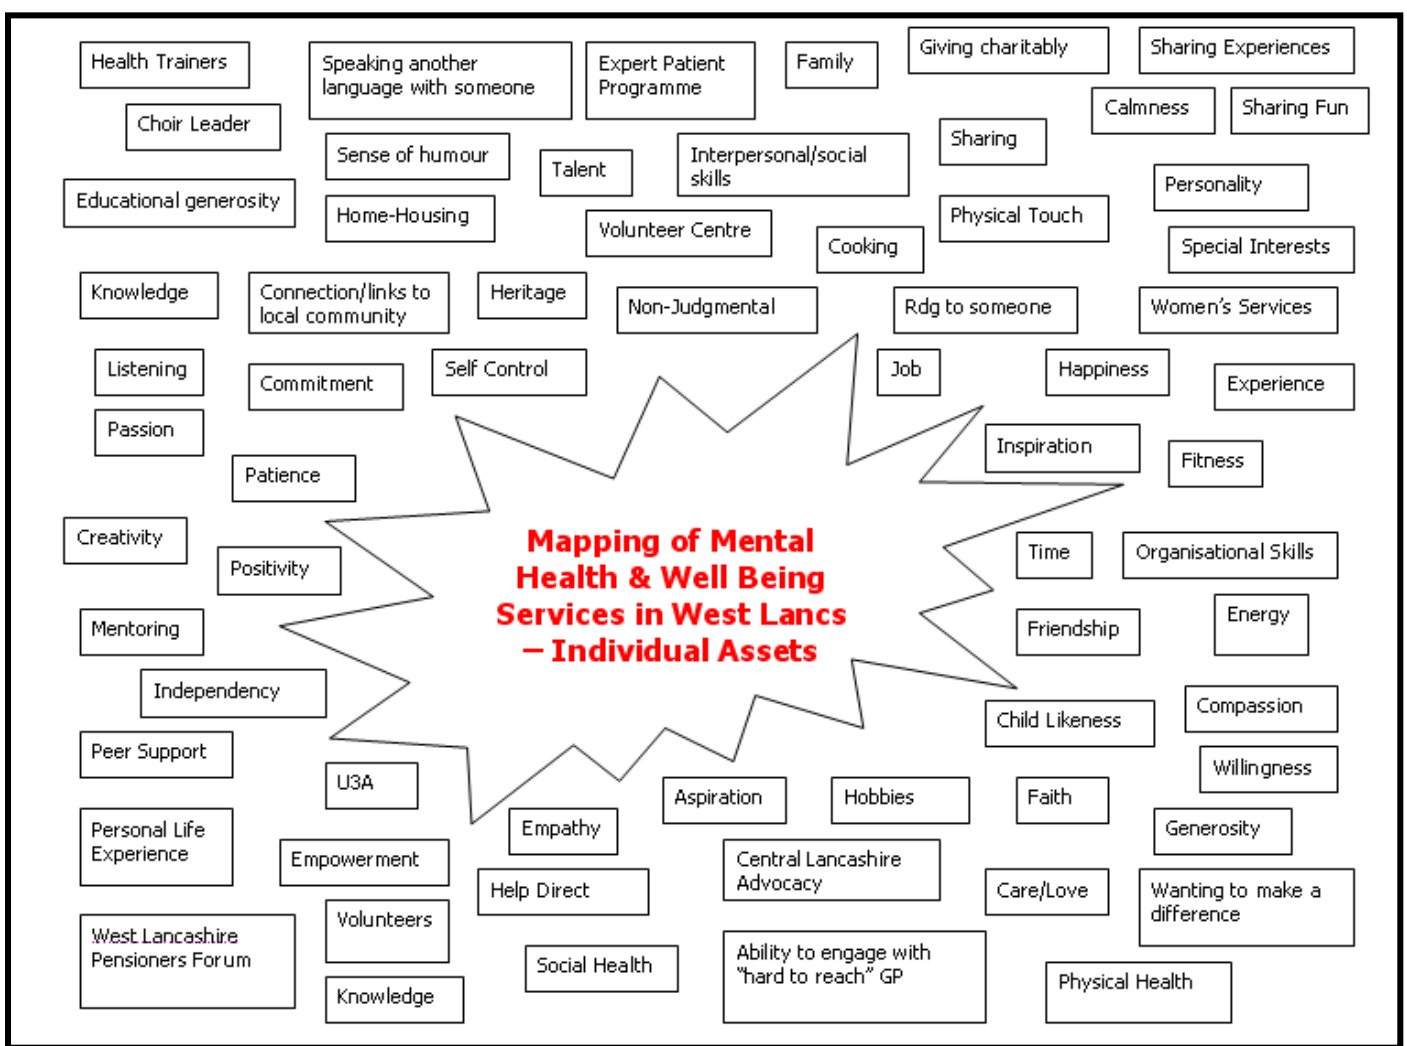 Health Trainers
Speaking another
language with someone
Expert Patient
Programme
Family
Giving charitably
Sharing Experiences
Choir Leader
Calmness
Sharing Fun
Sense of humour
Talent
Interpersonal/social
skills
Sharing
Personality
Educational generosity
Home-Housing
Volunteer Centre
Physical Touch
Cooking
Special Interests
Knowledge
Connection/links to
local community
Heritage
Non-Judgmental
Rdg to someone
Women's Services
Listening
Commitment
Self Control
Job
Happiness
Experience
Passion
Patience
Inspiration
Fitness
Creativity
Positivity
Mapping of Mental
Health & Well Being
Services in West Lancs
– Individual Assets
Time
Organisational Skills
Mentoring
Friendship
Energy
Independency
Child Likeness
Compassion
Peer Support
U3A
Willingness
Aspiration
Hobbies
Faith
Personal Life
Experience
Empowerment
Empathy
Generosity
Central Lancashire
Advocacy
Help Direct
Care/Love
Wanting to make a
difference
West Lancashire
Pensioners Forum
Volunteers
Social Health
Ability to engage with
"hard to reach" GP
Physical Health
Knowledge